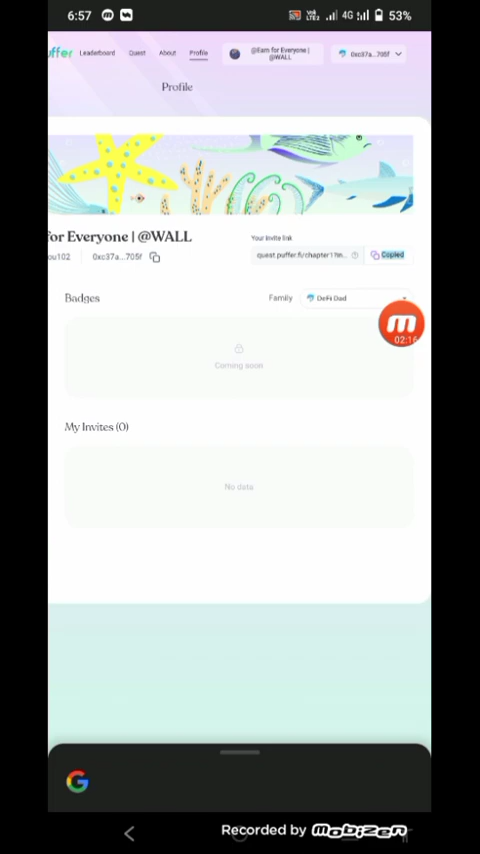 6:57 4G 53%
uffer Leaderboard Quest About Profile @Earn for Everyone | @WALL 0xc37a...705f
Profile
for Everyone | @WALL
Your invite link
ou102 0xc37a...705f
quest.puffer.fi/chapter1?in... Copied
Badges Family DeFi Dad
02:16
Coming soon
My Invites (0)
No data
Recorded by MOBIZEN